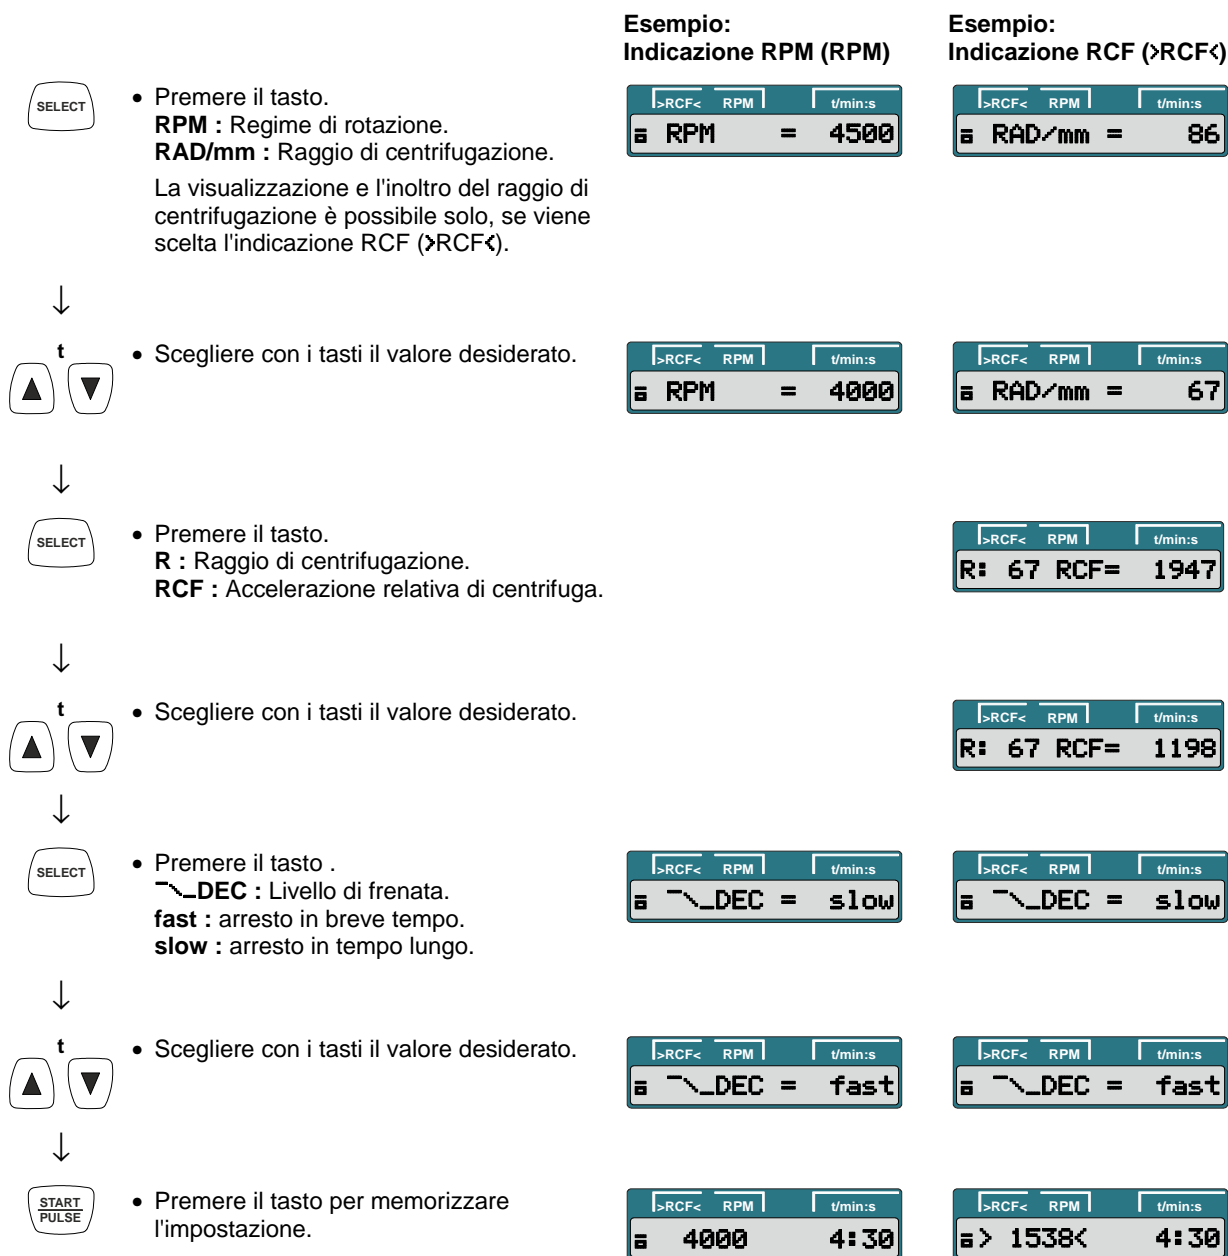 Esempio:
Indicazione RPM (RPM)
Esempio:
Indicazione RCF (>RCF<)
SELECT
• Premere il tasto.
RPM : Regime di rotazione.
RAD/mm : Raggio di centrifugazione.
La visualizzazione e l'inoltro del raggio di
centrifugazione è possibile solo, se viene
scelta l'indicazione RCF (>RCF<).
>RCF< RPM t/min:s
RPM = 4500
>RCF< RPM t/min:s
RAD/mm = 86
↓
t
▲ ▼
• Scegliere con i tasti il valore desiderato.
>RCF< RPM t/min:s
RPM = 4000
>RCF< RPM t/min:s
RAD/mm = 67
↓
SELECT
• Premere il tasto.
R : Raggio di centrifugazione.
RCF : Accelerazione relativa di centrifuga.
>RCF< RPM t/min:s
R: 67 RCF= 1947
↓
t
▲ ▼
• Scegliere con i tasti il valore desiderato.
>RCF< RPM t/min:s
R: 67 RCF= 1198
↓
SELECT
• Premere il tasto .
‾\_DEC : Livello di frenata.
fast : arresto in breve tempo.
slow : arresto in tempo lungo.
>RCF< RPM t/min:s
‾\_DEC = slow
>RCF< RPM t/min:s
‾\_DEC = slow
↓
t
▲ ▼
• Scegliere con i tasti il valore desiderato.
>RCF< RPM t/min:s
‾\_DEC = fast
>RCF< RPM t/min:s
‾\_DEC = fast
↓
START
PULSE
• Premere il tasto per memorizzare
l'impostazione.
>RCF< RPM t/min:s
4000 4:30
>RCF< RPM t/min:s
> 1538< 4:30